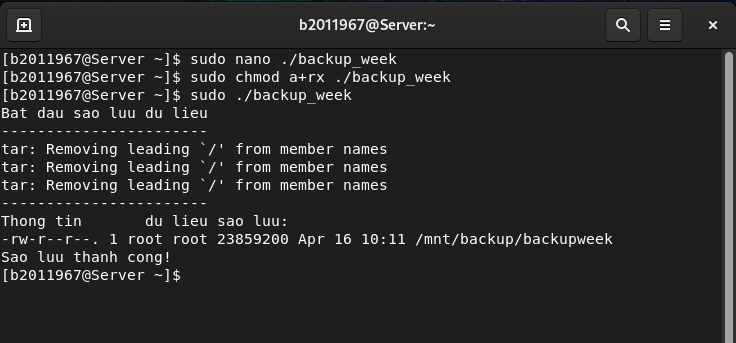 b2011967@Server:~
[b2011967@Server ~]$ sudo nano ./backup_week
[b2011967@Server ~]$ sudo chmod a+rx ./backup_week
[b2011967@Server ~]$ sudo ./backup_week
Bat dau sao luu du lieu
-----------------------
tar: Removing leading `/' from member names
tar: Removing leading `/' from member names
tar: Removing leading `/' from member names
-----------------------
Thong tin       du lieu sao luu:
-rw-r--r--. 1 root root 23859200 Apr 16 10:11 /mnt/backup/backupweek
Sao luu thanh cong!
[b2011967@Server ~]$